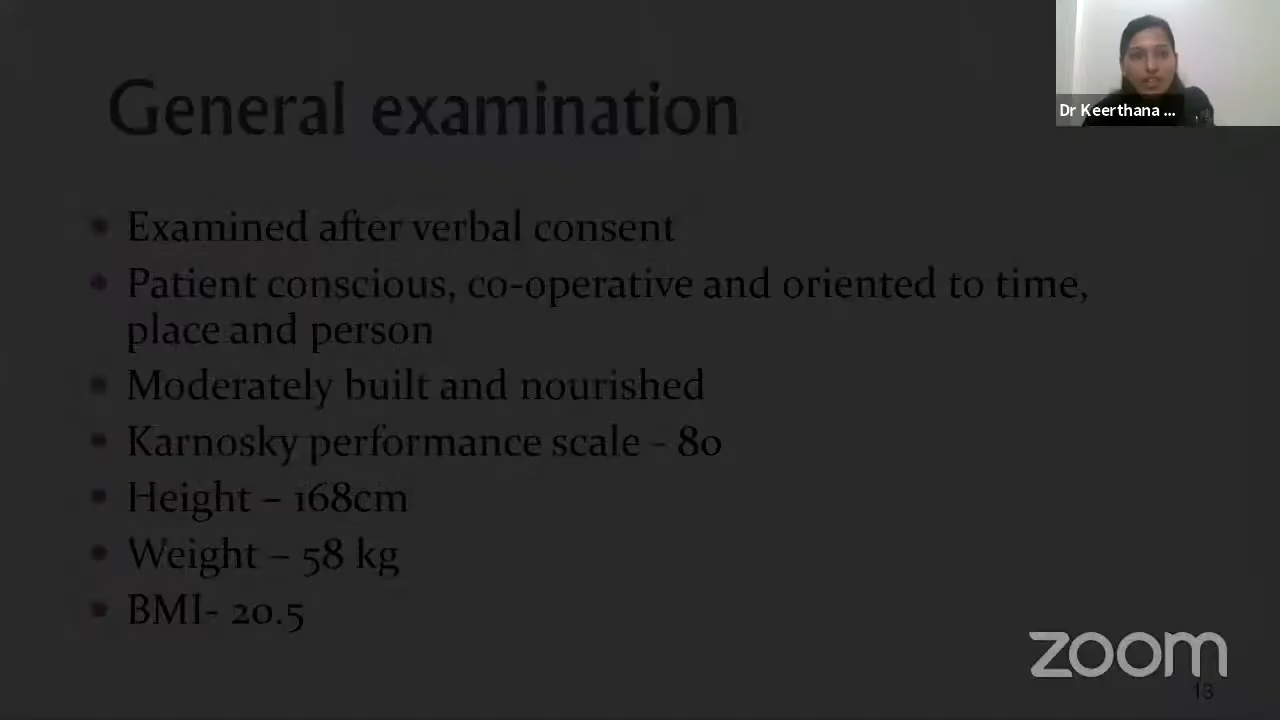 Dr Keerthana ...
General examination
• Examined after verbal consent
• Patient conscious, co-operative and oriented to time,
place and person
• Moderately built and nourished
• Karnosky performance scale - 80
• Height – 168cm
• Weight – 58 kg
• BMI- 20.5
zoom
13